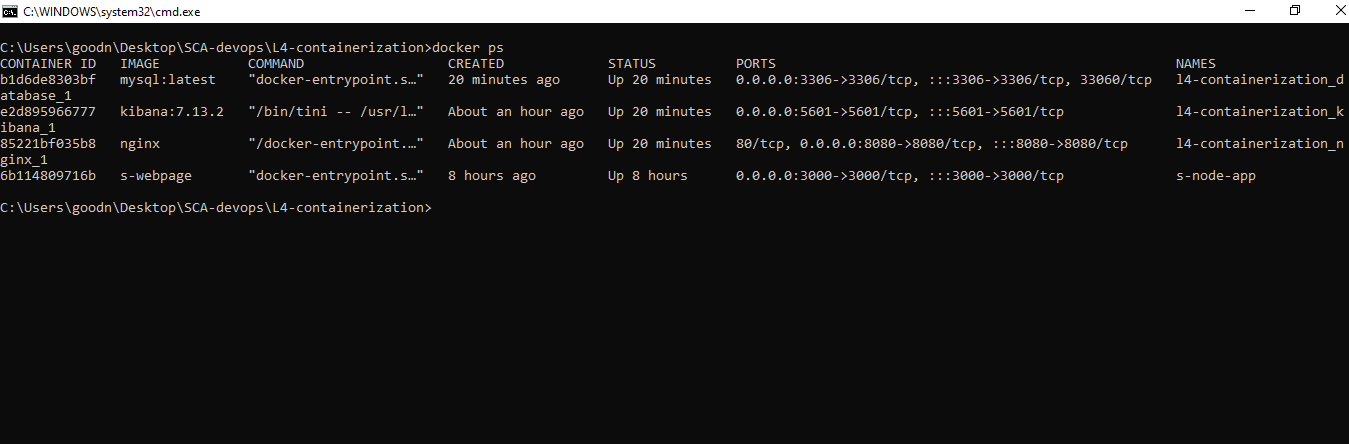 C:\WINDOWS\system32\cmd.exe
C:\Users\goodn\Desktop\SCA-devops\L4-containerization>docker ps
CONTAINER ID   IMAGE           COMMAND                  CREATED             STATUS          PORTS                                                  NAMES
b1d6de8303bf   mysql:latest    "docker-entrypoint.s…"   20 minutes ago      Up 20 minutes   0.0.0.0:3306->3306/tcp, :::3306->3306/tcp, 33060/tcp   l4-containerization_d
atabase_1
e2d895966777   kibana:7.13.2   "/bin/tini -- /usr/l…"   About an hour ago   Up 20 minutes   0.0.0.0:5601->5601/tcp, :::5601->5601/tcp              l4-containerization_k
ibana_1
85221bf035b8   nginx           "/docker-entrypoint.…"   About an hour ago   Up 20 minutes   80/tcp, 0.0.0.0:8080->8080/tcp, :::8080->8080/tcp      l4-containerization_n
ginx_1
6b114809716b   s-webpage       "docker-entrypoint.s…"   8 hours ago         Up 8 hours      0.0.0.0:3000->3000/tcp, :::3000->3000/tcp              s-node-app
C:\Users\goodn\Desktop\SCA-devops\L4-containerization>